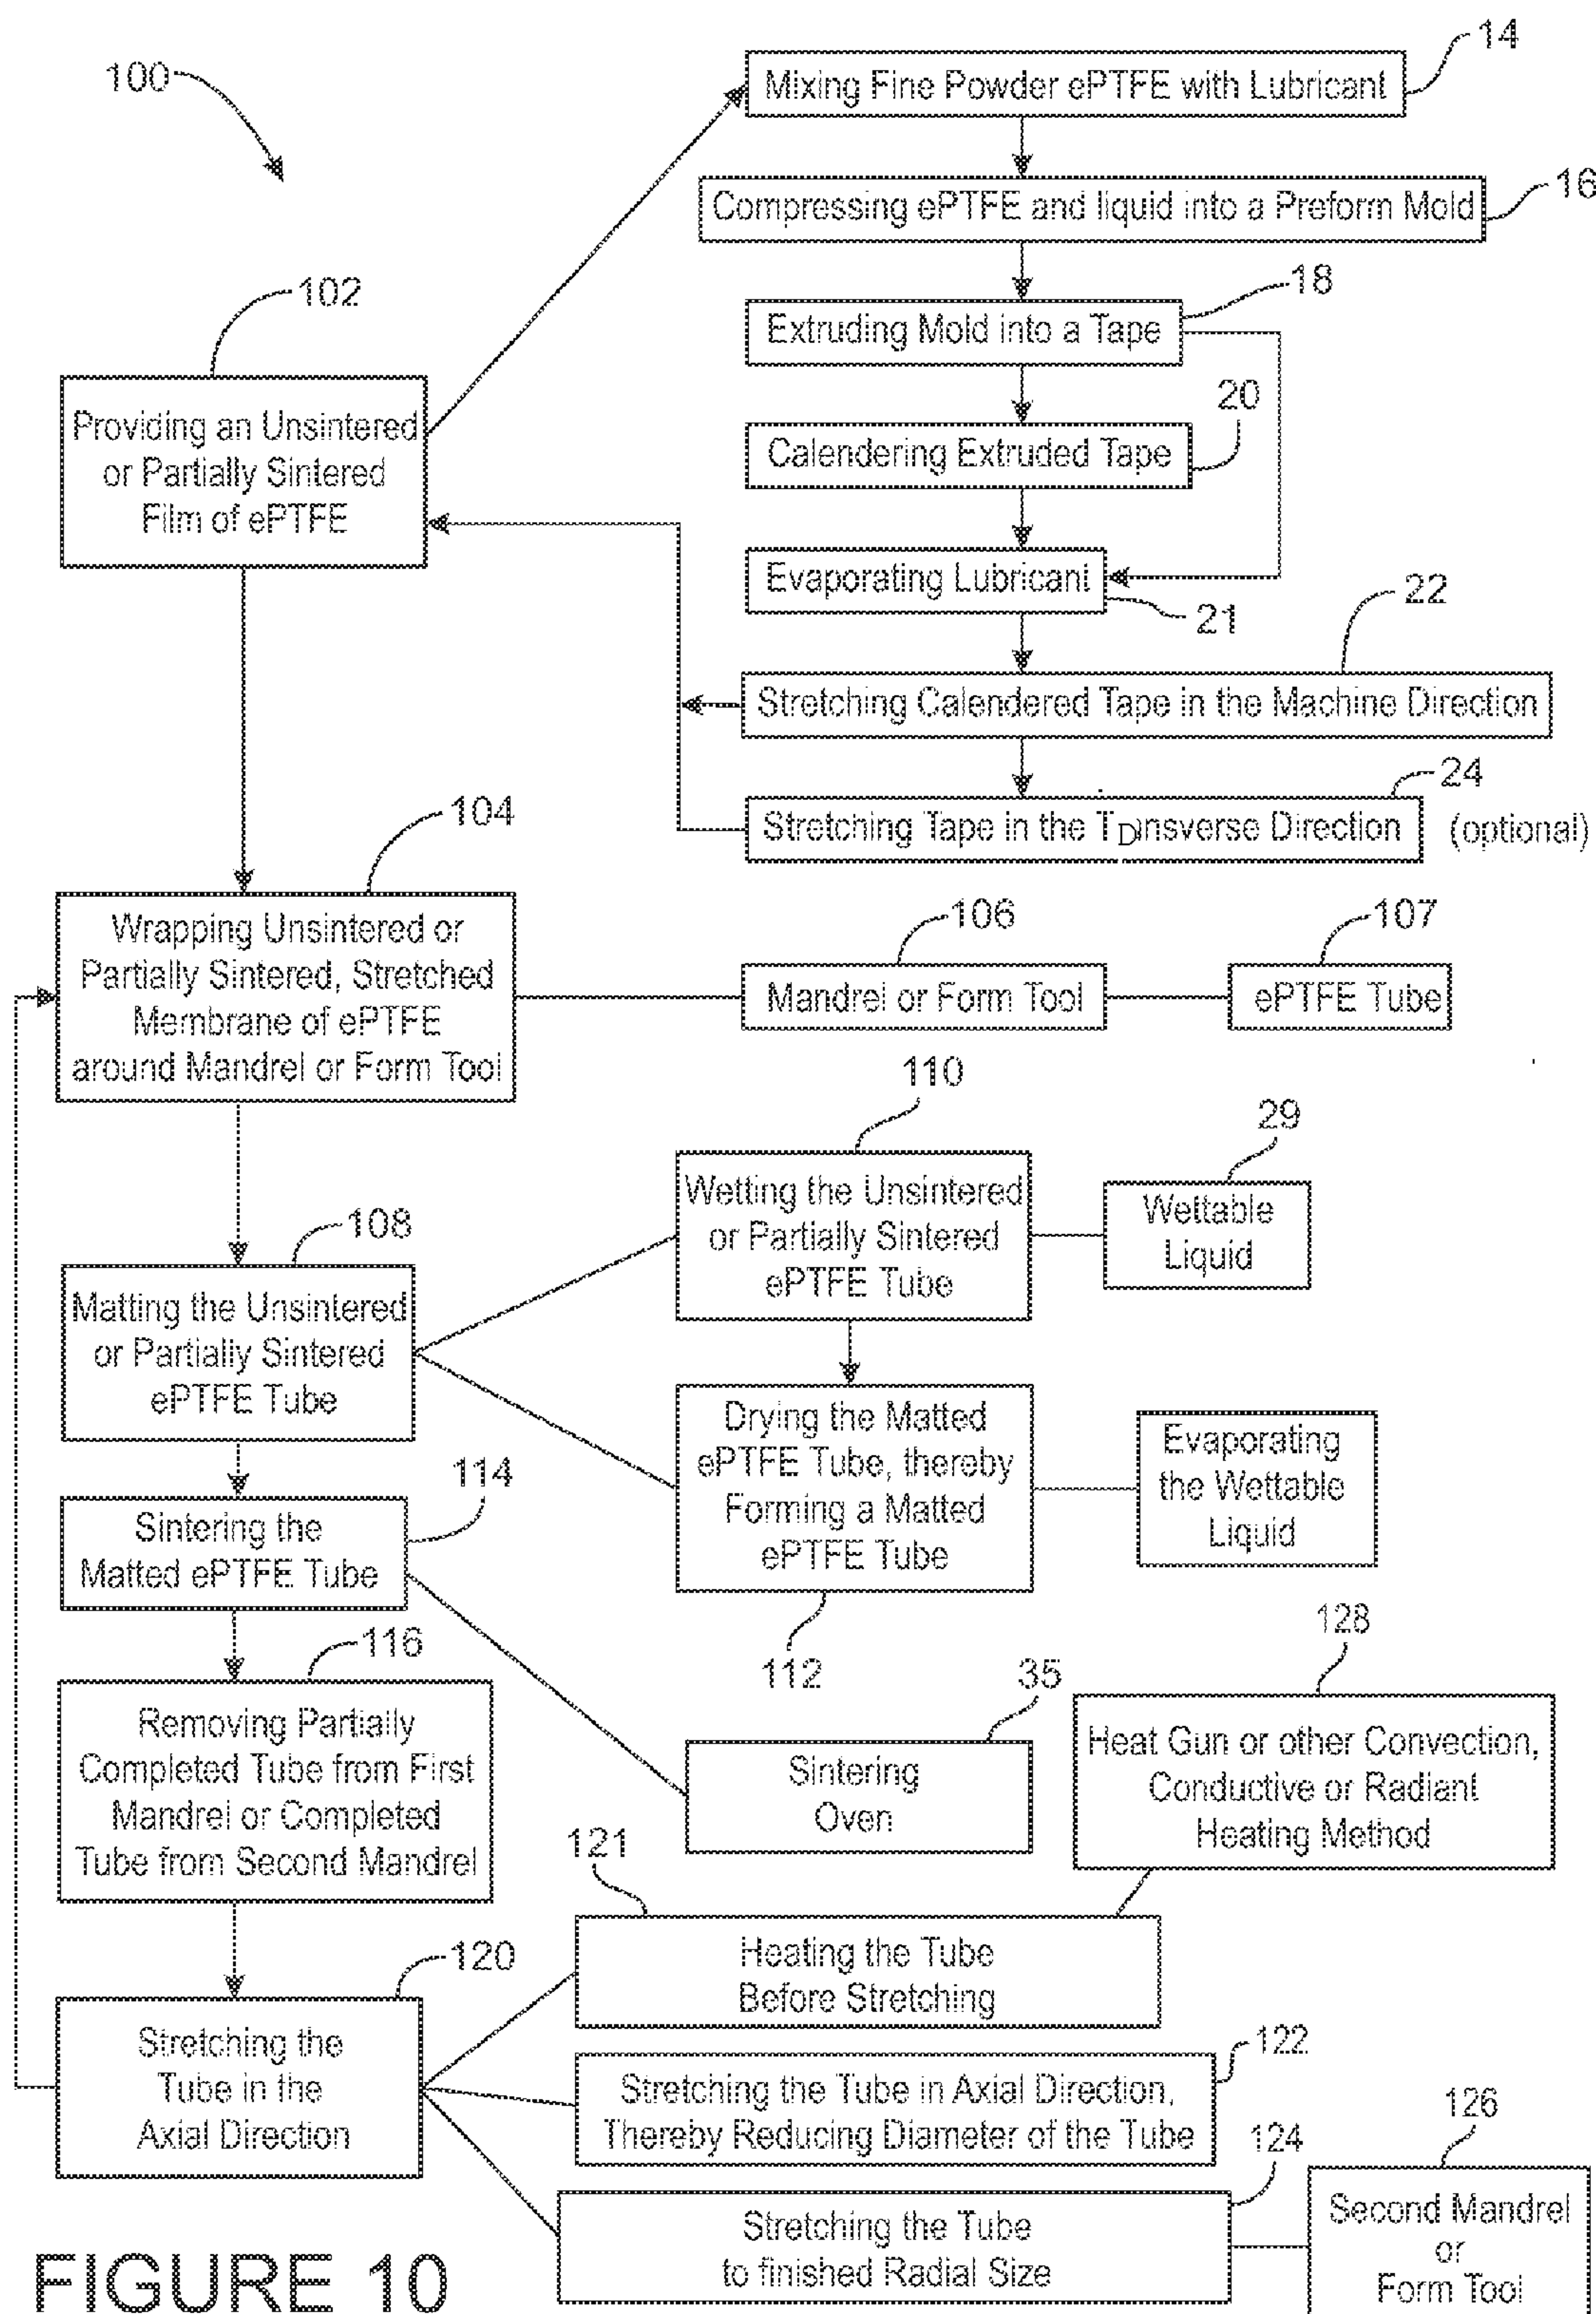 100
14
Mixing Fine Powder ePTFE with Lubricant
16
Compressing ePTFE and liquid into a Preform Mold
18
Extruding Mold into a Tape
102
Providing an Unsintered
or Partially Sintered
Film of ePTFE
20
Calendering Extruded Tape
Evaporating Lubricant
21
22
Stretching Calendered Tape in the Machine Direction
24
Stretching Tape in the TDansverse Direction (optional)
104
Wrapping Unsintered or
Partially Sintered, Stretched
Membrane of ePTFE
around Mandrel or Form Tool
106
Mandrel or Form Tool
107
ePTFE Tube
110
Wetting the Unsintered
or Partially Sintered
ePTFE Tube
29
Wettable
Liquid
108
Matting the Unsintered
or Partially Sintered
ePTFE Tube
Drying the Matted
ePTFE Tube, thereby
Forming a Matted
ePTFE Tube
112
Evaporating
the Wettable
Liquid
114
Sintering the
Matted ePTFE Tube
35
Sintering
Oven
116
Removing Partially
Completed Tube from First
Mandrel or Completed
Tube from Second Mandrel
128
Heat Gun or other Convection,
Conductive or Radiant
Heating Method
121
Heating the Tube
Before Stretching
120
Stretching the
Tube in the
Axial Direction
122
Stretching the Tube in Axial Direction,
Thereby Reducing Diameter of the Tube
124
Stretching the Tube
to finished Radial Size
126
Second Mandrel
or
Form Tool
FIGURE 10